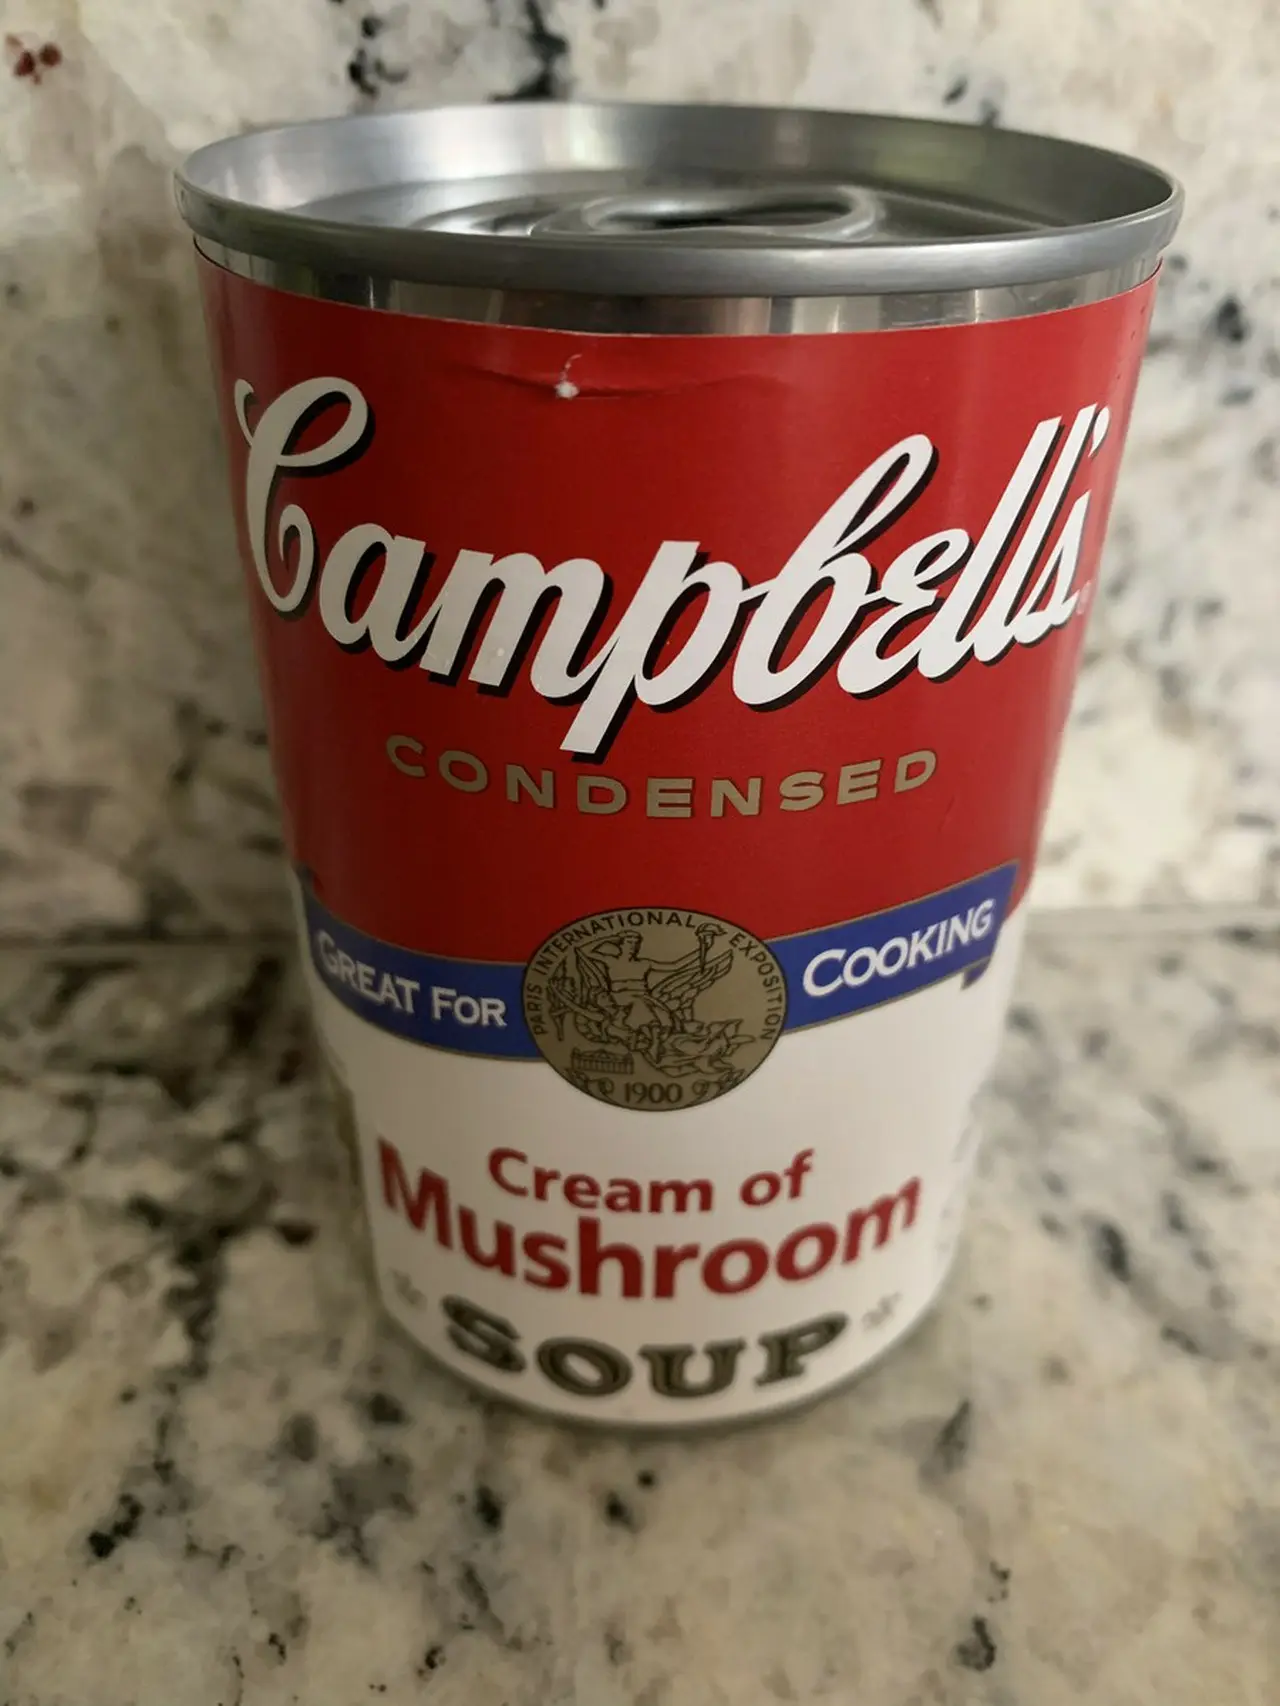 Campbell's
CONDENSED
GREAT FOR COOKING
PARIS INTERNATIONAL EXPOSITION
1900
Cream of
Mushroom
SOUP